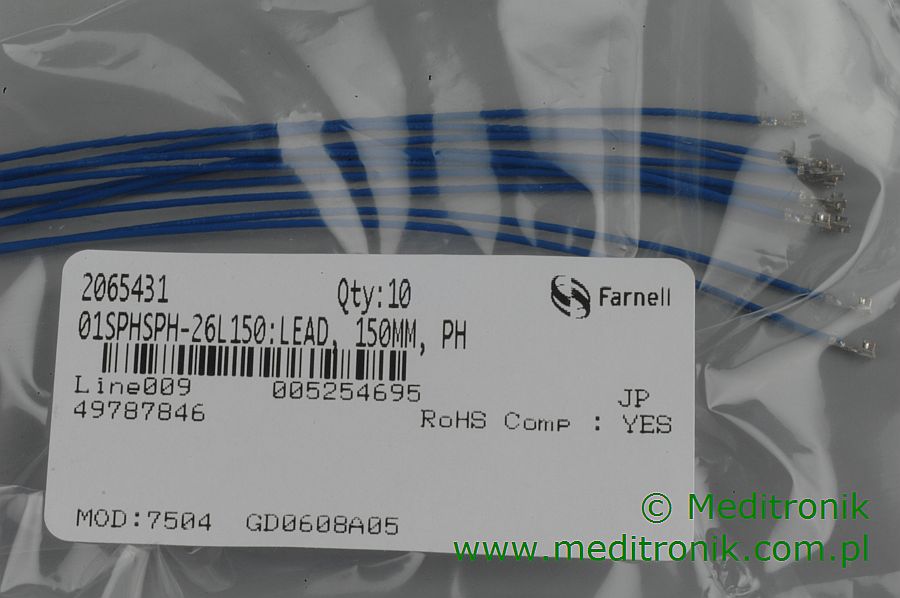 2065431 Qty:10 Farnell
01SPHSPH-26L150:LEAD, 150MM, PH
Line009 005254695 JP
49787846 RoHS Comp : YES
MOD:7504 GD0608A05
© Meditronik
www.meditronik.com.pl